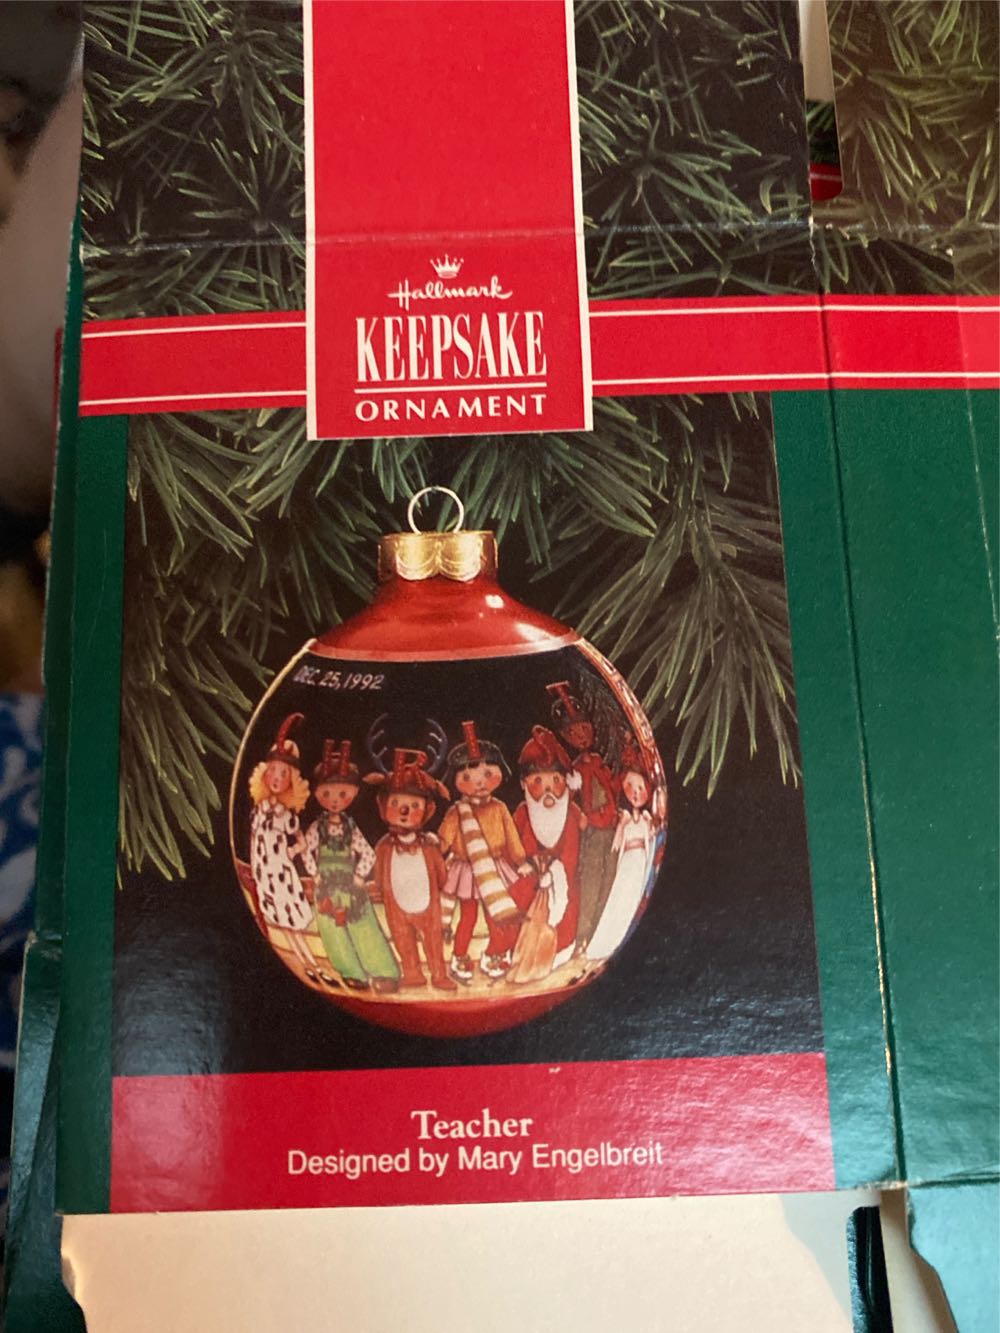 Hallmark
KEEPSAKE
ORNAMENT
DEC. 25, 1992
C H R I S T
Teacher
Designed by Mary Engelbreit